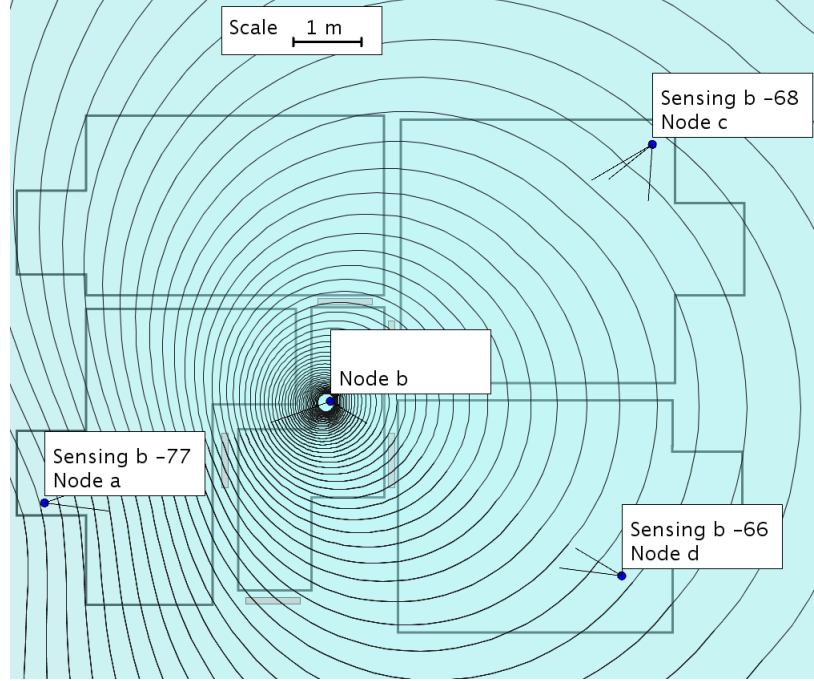 Scale 1 m
Sensing b -68
Node c
Node b
Sensing b -77
Node a
Sensing b -66
Node d